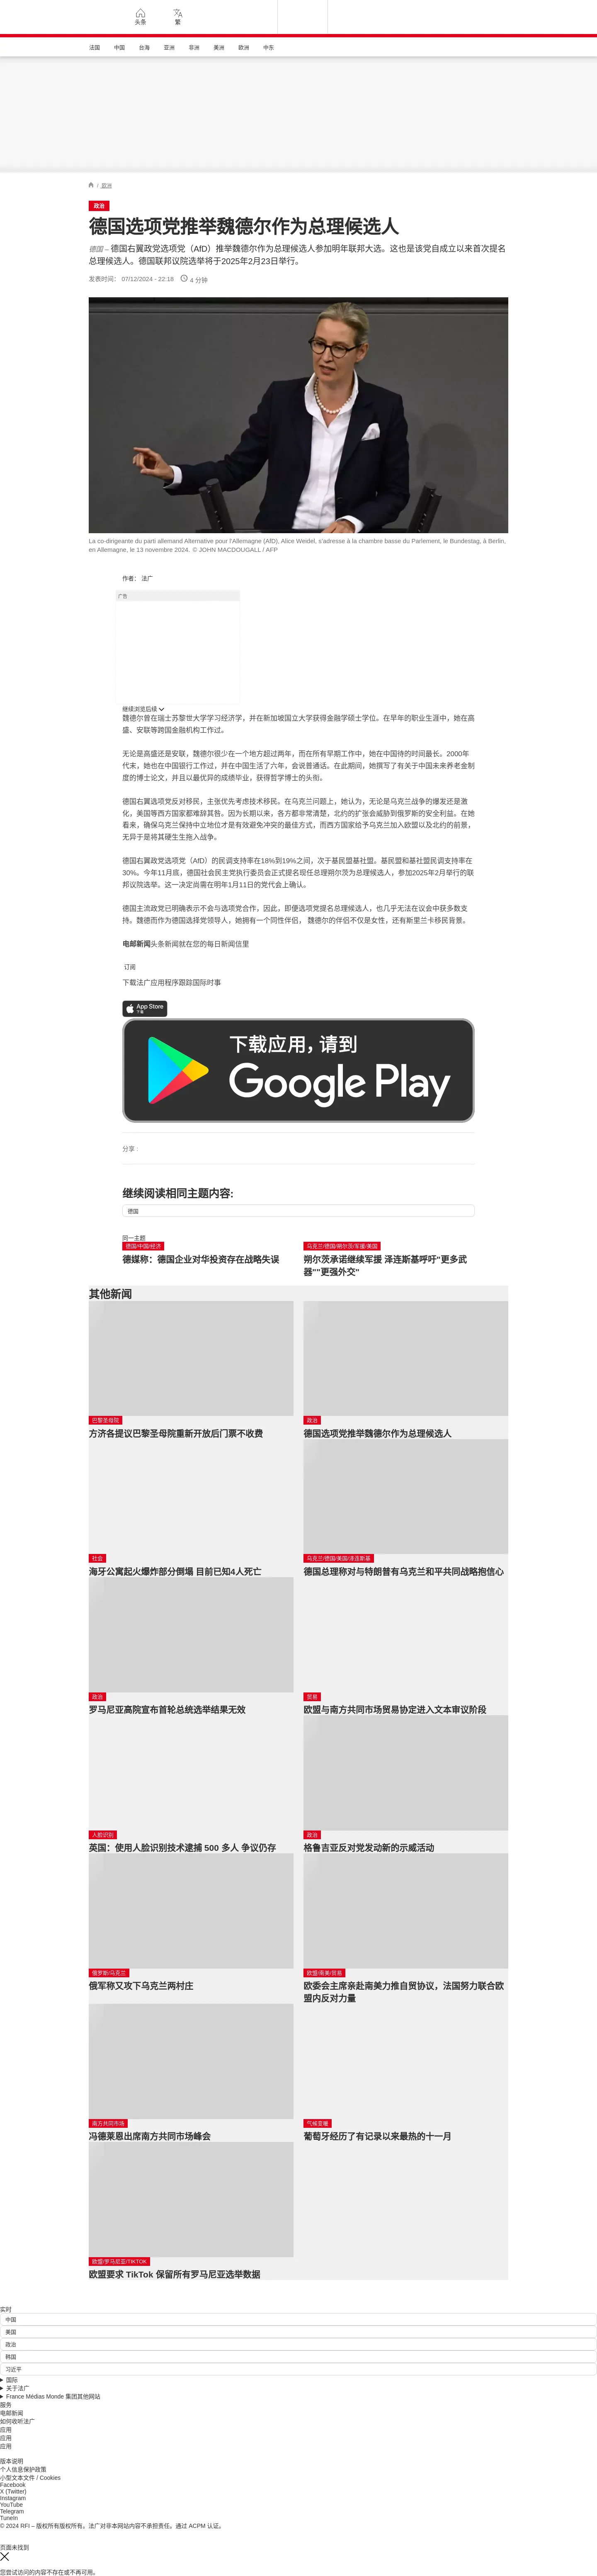 头条
繁
法国
中国
台海
亚洲
非洲
美洲
欧洲
中东
/ 欧洲
政治
德国选项党推举魏德尔作为总理候选人
德国 – 德国右翼政党选项党（AfD）推举魏德尔作为总理候选人参加明年联邦大选。这也是该党自成立以来首次提名
总理候选人。德国联邦议院选举将于2025年2月23日举行。
发表时间： 07/12/2024 - 22:18 4 分钟
La co-dirigeante du parti allemand Alternative pour l'Allemagne (AfD), Alice Weidel, s'adresse à la chambre basse du Parlement, le Bundestag, à Berlin,
en Allemagne, le 13 novembre 2024. © JOHN MACDOUGALL / AFP
作者： 法广
广告
继续浏览后续
魏德尔曾在瑞士苏黎世大学学习经济学，并在新加坡国立大学获得金融学硕士学位。在早年的职业生涯中，她在高
盛、安联等跨国金融机构工作过。
无论是高盛还是安联，魏德尔很少在一个地方超过两年，而在所有早期工作中，她在中国待的时间最长。2000年
代末，她也在中国银行工作过，并在中国生活了六年，会说普通话。在此期间，她撰写了有关于中国未来养老金制
度的博士论文，并且以最优异的成绩毕业，获得哲学博士的头衔。
德国右翼选项党反对移民，主张优先考虑技术移民。在乌克兰问题上，她认为，无论是乌克兰战争的爆发还是激
化，美国等西方国家都难辞其咎。因为长期以来，各方都非常清楚，北约的扩张会威胁到俄罗斯的安全利益。在她
看来，确保乌克兰保持中立地位才是有效避免冲突的最佳方式，而西方国家给予乌克兰加入欧盟以及北约的前景，
无异于是将其硬生生拖入战争。
德国右翼政党选项党（AfD）的民调支持率在18%到19%之间，次于基民盟基社盟。基民盟和基社盟民调支持率在
30%。今年11月底，德国社会民主党执行委员会正式提名现任总理朔尔茨为总理候选人，参加2025年2月举行的联
邦议院选举。这一决定尚需在明年1月11日的党代会上确认。
德国主流政党已明确表示不会与选项党合作，因此，即便选项党提名总理候选人，也几乎无法在议会中获多数支
持。魏德而作为德国选择党领导人，她拥有一个同性伴侣， 魏德尔的伴侣不仅是女性，还有斯里兰卡移民背景。
电邮新闻头条新闻就在您的每日新闻信里
订阅
下载法广应用程序跟踪国际时事
App Store
下载
下载应用，请到
Google Play
分享 :
继续阅读相同主题内容:
德国
同一主题
德国/中国/经济
德媒称：德国企业对华投资存在战略失误
乌克兰/德国/朔尔茨/军援/美国
朔尔茨承诺继续军援 泽连斯基呼吁"更多武
器""更强外交"
其他新闻
巴黎圣母院
方济各提议巴黎圣母院重新开放后门票不收费
政治
德国选项党推举魏德尔作为总理候选人
社会
海牙公寓起火爆炸部分倒塌 目前已知4人死亡
乌克兰/德国/美国/泽连斯基
德国总理称对与特朗普有乌克兰和平共同战略抱信心
政治
罗马尼亚高院宣布首轮总统选举结果无效
贸易
欧盟与南方共同市场贸易协定进入文本审议阶段
人脸识别
英国：使用人脸识别技术逮捕 500 多人 争议仍存
政治
格鲁吉亚反对党发动新的示威活动
俄罗斯/乌克兰
俄军称又攻下乌克兰两村庄
欧盟/南美/贸易
欧委会主席亲赴南美力推自贸协议，法国努力联合欧
盟内反对力量
南方共同市场
冯德莱恩出席南方共同市场峰会
气候变暖
葡萄牙经历了有记录以来最热的十一月
欧盟/罗马尼亚/TIKTOK
欧盟要求 TikTok 保留所有罗马尼亚选举数据
实时
中国
美国
政治
韩国
习近平
国际
关于法广
France Médias Monde 集团其他网站
服务
电邮新闻
如何收听法广
应用
应用
应用
版本说明
个人信息保护政策
小型文本文件 / Cookies
Facebook
X (Twitter)
Instagram
YouTube
Telegram
TuneIn
© 2024 RFI – 版权所有版权所有。法广对非本网站内容不承担责任。通过 ACPM 认证。
页面未找到
您尝试访问的内容不存在或不再可用。